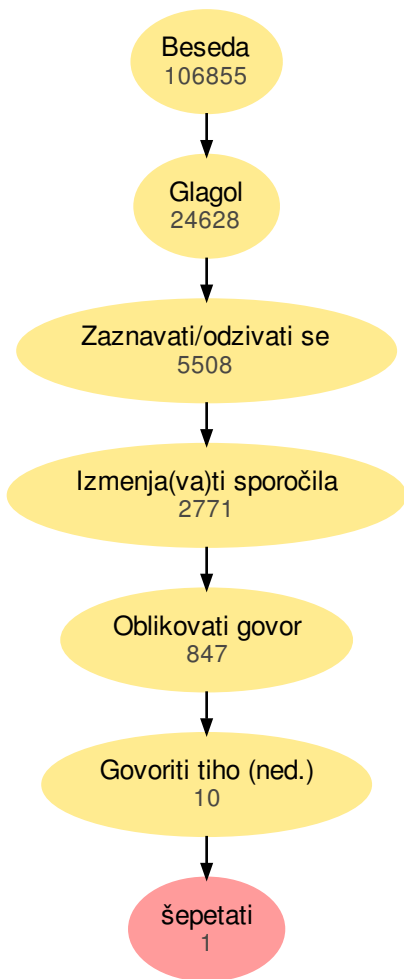 Beseda
106855
Glagol
24628
Zaznavati/odzivati se
5508
Izmenja(va)ti sporočila
2771
Oblikovati govor
847
Govoriti tiho (ned.)
10
šepetati
1